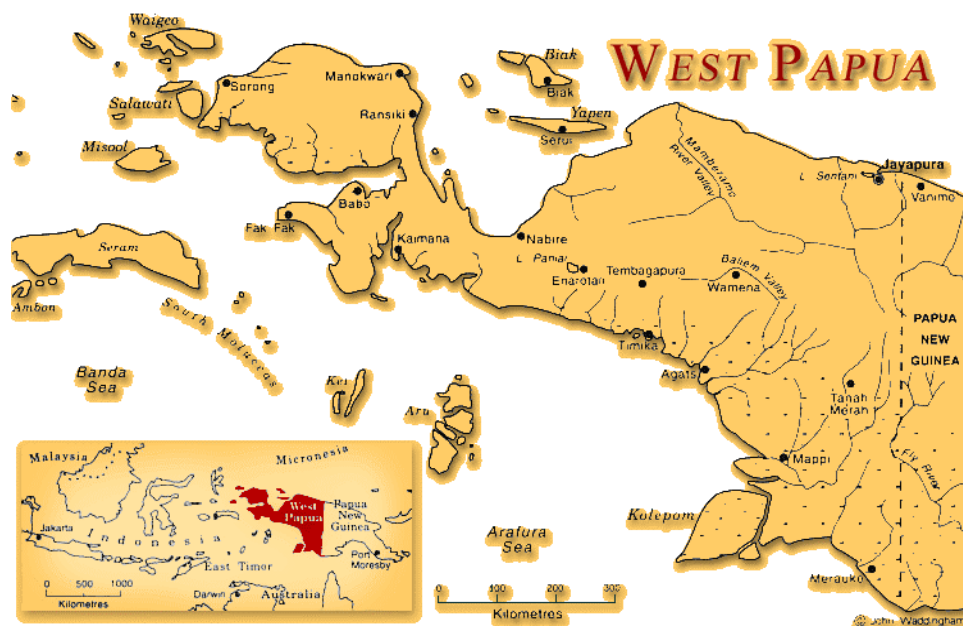 WEST PAPUA
Waigeo
Biak
Manokwari
Sorong
Biak
Salawati
Ransiki
Yapen
Misool
Serui
Mamberamo
River Valley
Jayapura
L Sentani
Vanimo
Babo
Fak Fak
Kaimana
Nabire
Seram
L Paniai
Enarotali
Tembagapura
Baliem Valley
Wamena
Ambon
South Moluccas
PAPUA
NEW
GUINEA
Timika
Banda
Sea
Kei
Agats
Aru
Tanah
Merah
Mappi
Fly River
Kolepom
Arafura
Sea
Merauke
0 50 100 200 300
Kilometres
© John Waddingham
Malaysia
Micronesia
West
Papua
Papua
New
Guinea
Jakarta
Indonesia
East Timor
Port
Moresby
0 500 1000
Kilometres
Darwin
Australia